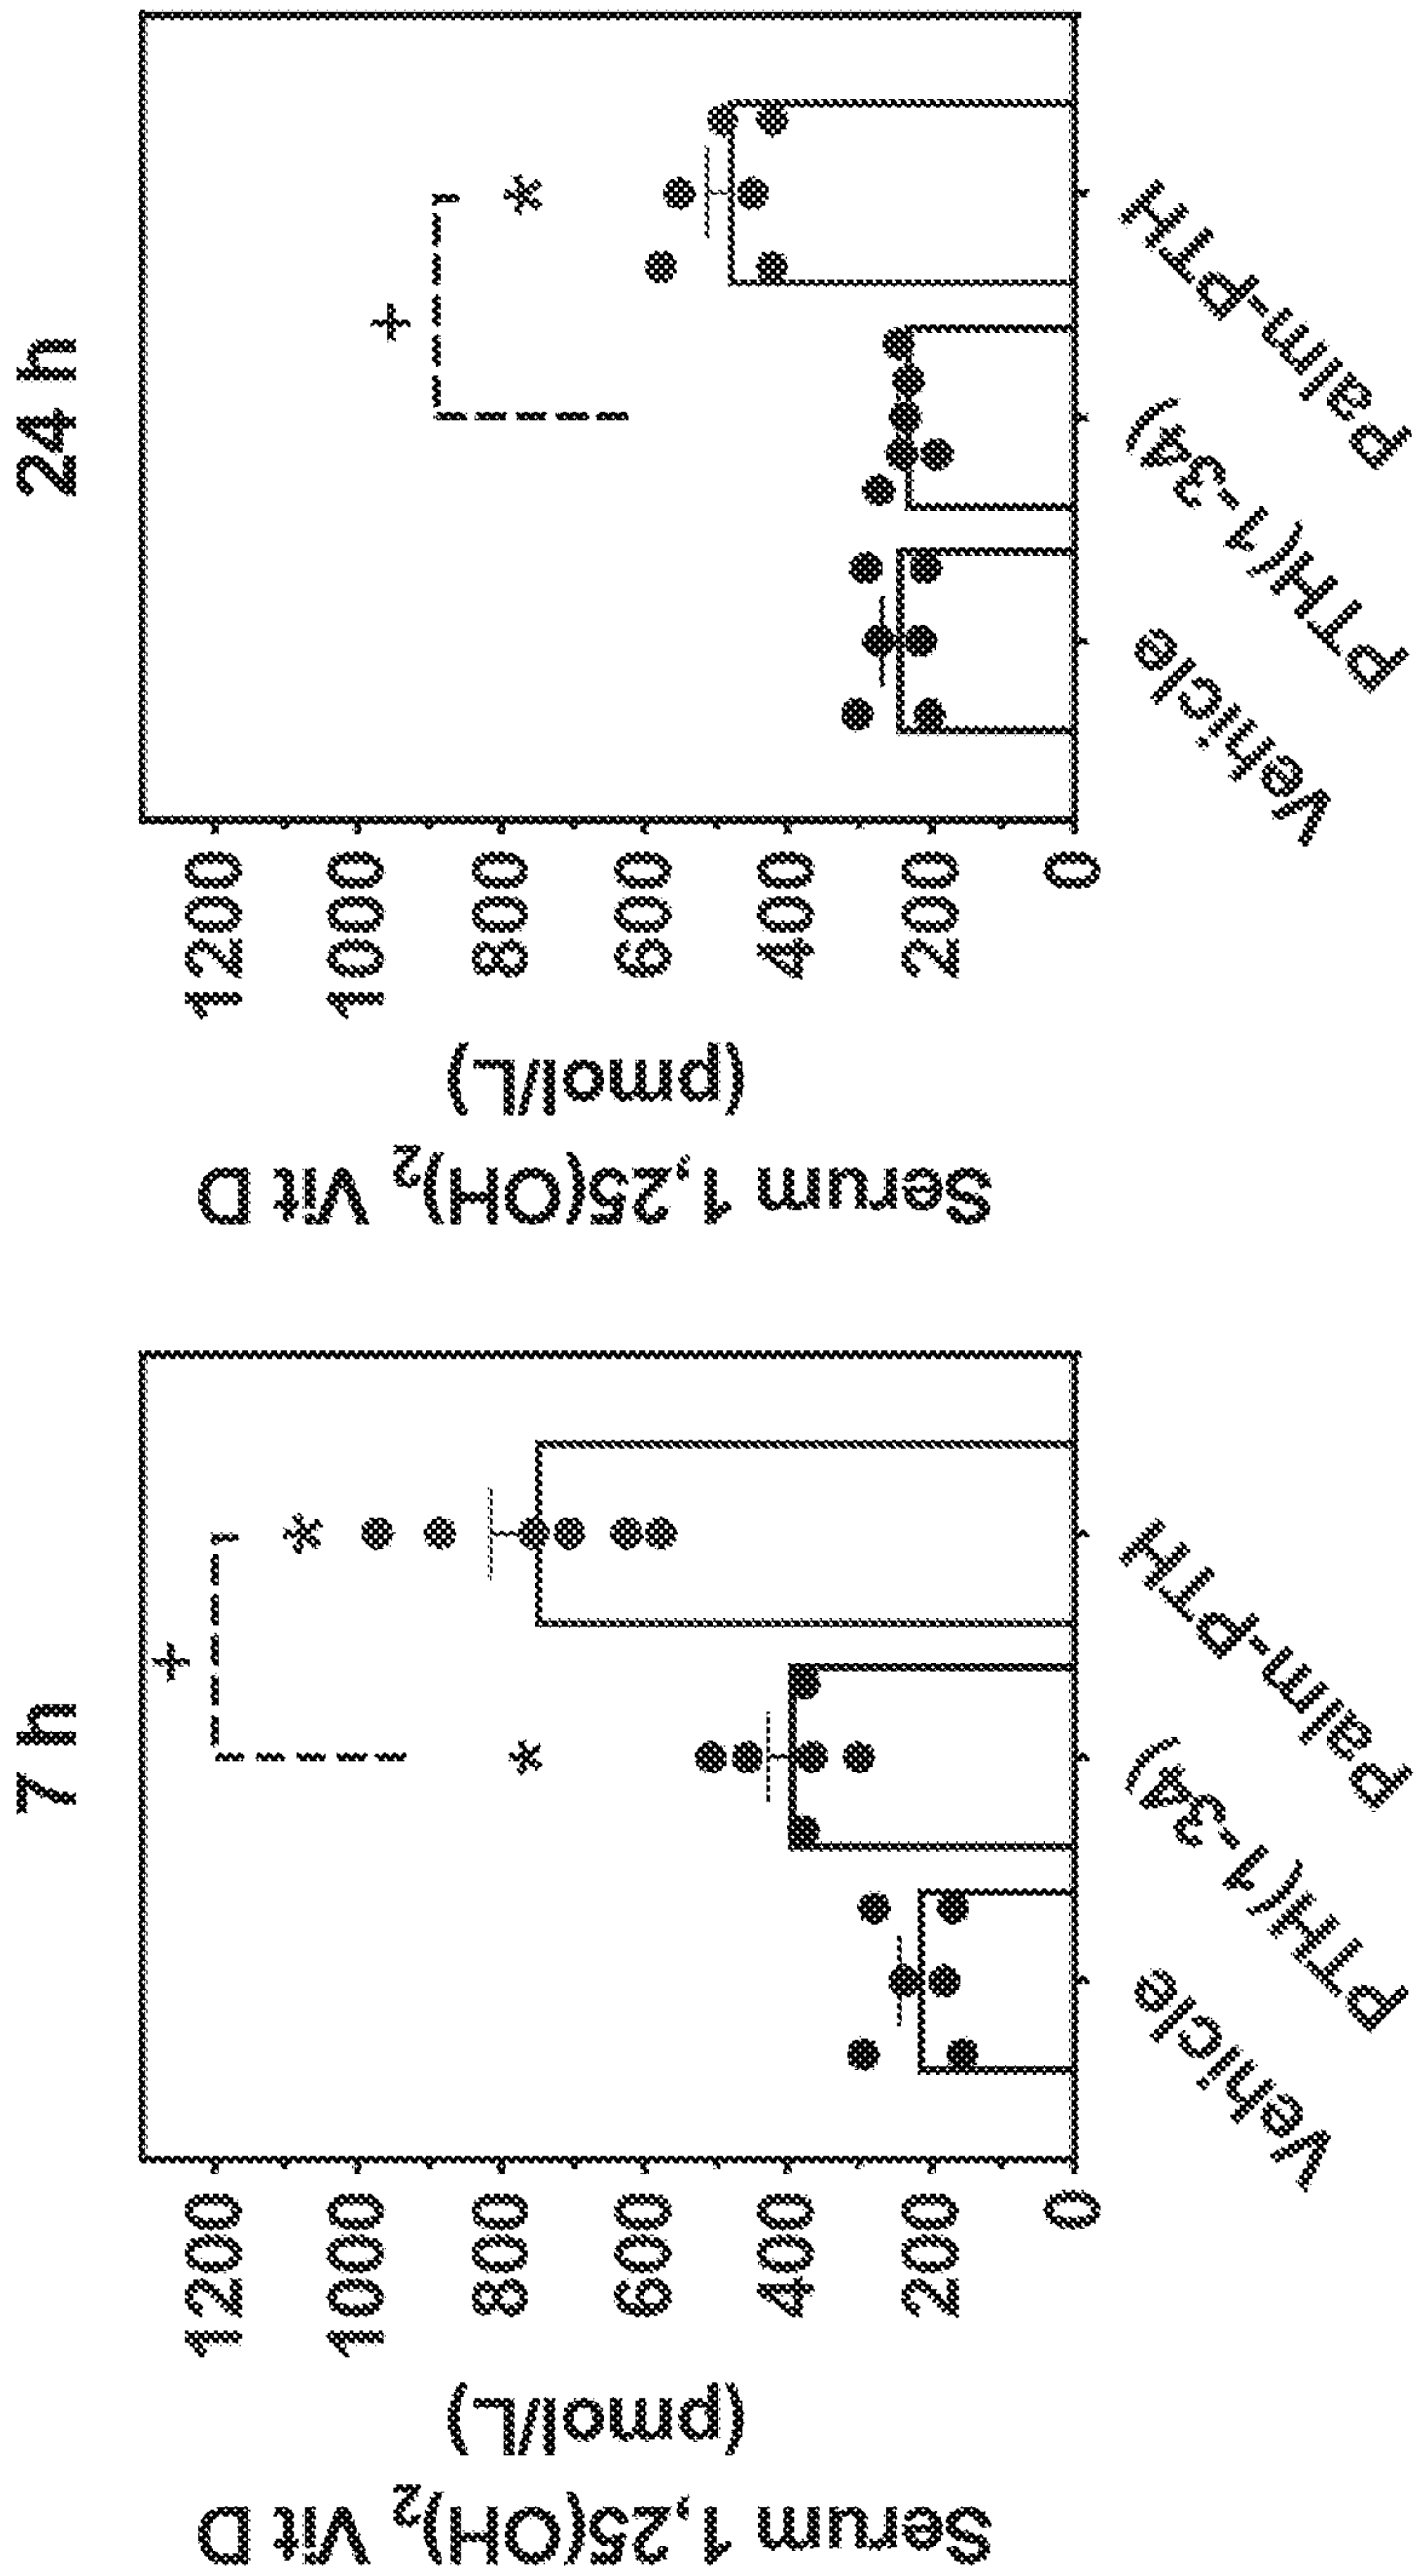 7 h
Serum 1,25(OH)₂ Vit D
(pmol/L)
1200
1000
800
600
400
200
0
+
*
*
Vehicle
PTH(1-34)
Palm-PTH
24 h
Serum 1,25(OH)₂ Vit D
(pmol/L)
1200
1000
800
600
400
200
0
+
*
Vehicle
PTH(1-34)
Palm-PTH